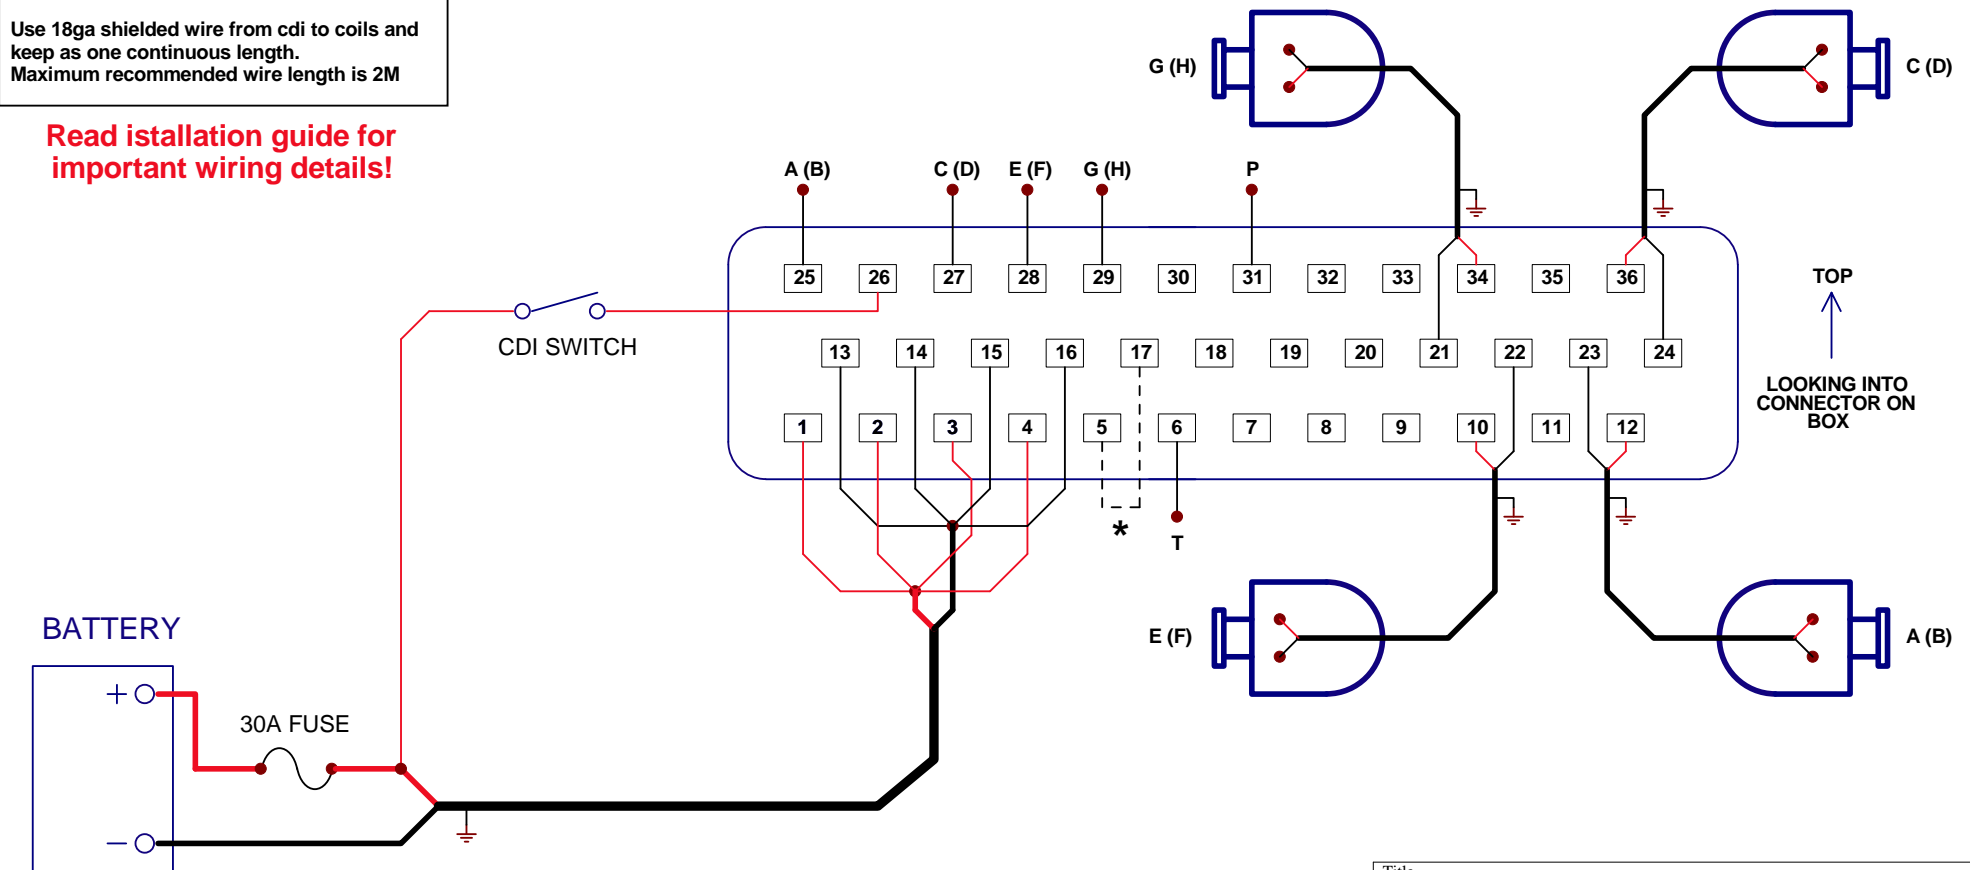 Use 18ga shielded wire from cdi to coils and
keep as one continuous length.
Maximum recommended wire length is 2M
Read istallation guide for
important wiring details!
G (H)
C (D)
A (B)
C (D)
E (F)
G (H)
P
25
26
27
28
29
30
31
32
33
34
35
36
TOP
CDI SWITCH
13
14
15
16
17
18
19
20
21
22
23
24
LOOKING INTO
CONNECTOR ON
BOX
1
2
3
4
5
6
7
8
9
10
11
12
*
T
BATTERY
E (F)
A (B)
+
30A FUSE
−
Title